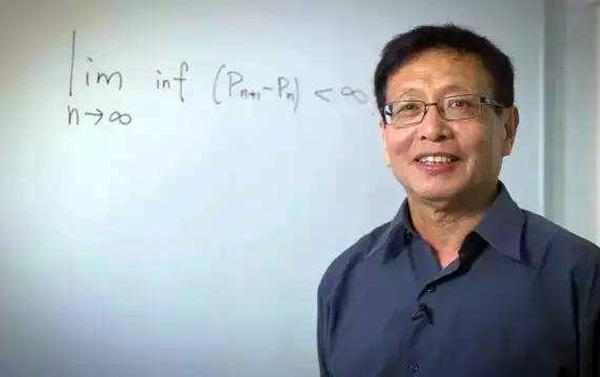 lim inf (Pₙ₊₁-Pₙ) < ∞
n→∞